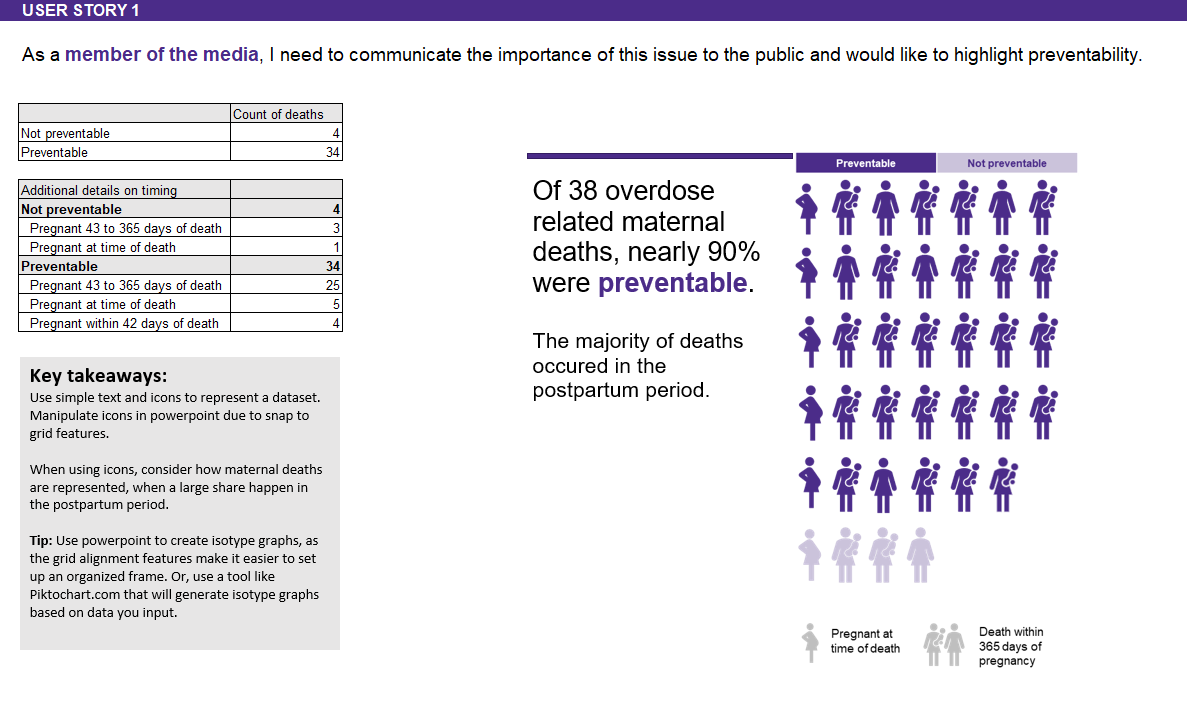 USER STORY 1
As a member of the media, I need to communicate the importance of this issue to the public and would like to highlight preventability.
Count of deaths
Not preventable 4
Preventable 34
Additional details on timing
Not preventable 4
Pregnant 43 to 365 days of death 3
Pregnant at time of death 1
Preventable 34
Pregnant 43 to 365 days of death 25
Pregnant at time of death 5
Pregnant within 42 days of death 4
Key takeaways:
Use simple text and icons to represent a dataset.
Manipulate icons in powerpoint due to snap to
grid features.
When using icons, consider how maternal deaths
are represented, when a large share happen in
the postpartum period.
Tip: Use powerpoint to create isotype graphs, as
the grid alignment features make it easier to set
up an organized frame. Or, use a tool like
Piktochart.com that will generate isotype graphs
based on data you input.
Of 38 overdose
related maternal
deaths, nearly 90%
were preventable.
The majority of deaths
occured in the
postpartum period.
Preventable Not preventable
Pregnant at
time of death
Death within
365 days of
pregnancy